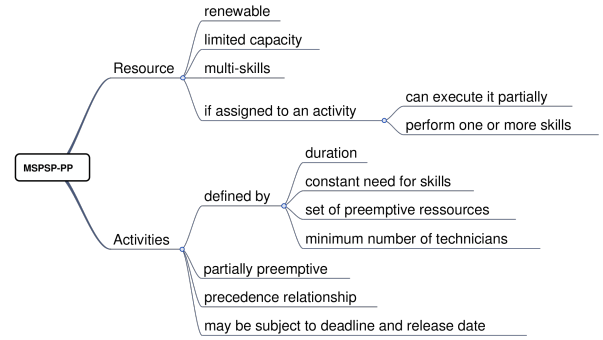 renewable
limited capacity
Resource
multi-skills
if assigned to an activity
can execute it partially
perform one or more skills
MSPSP-PP
duration
defined by
constant need for skills
set of preemptive ressources
minimum number of technicians
Activities
partially preemptive
precedence relationship
may be subject to deadline and release date